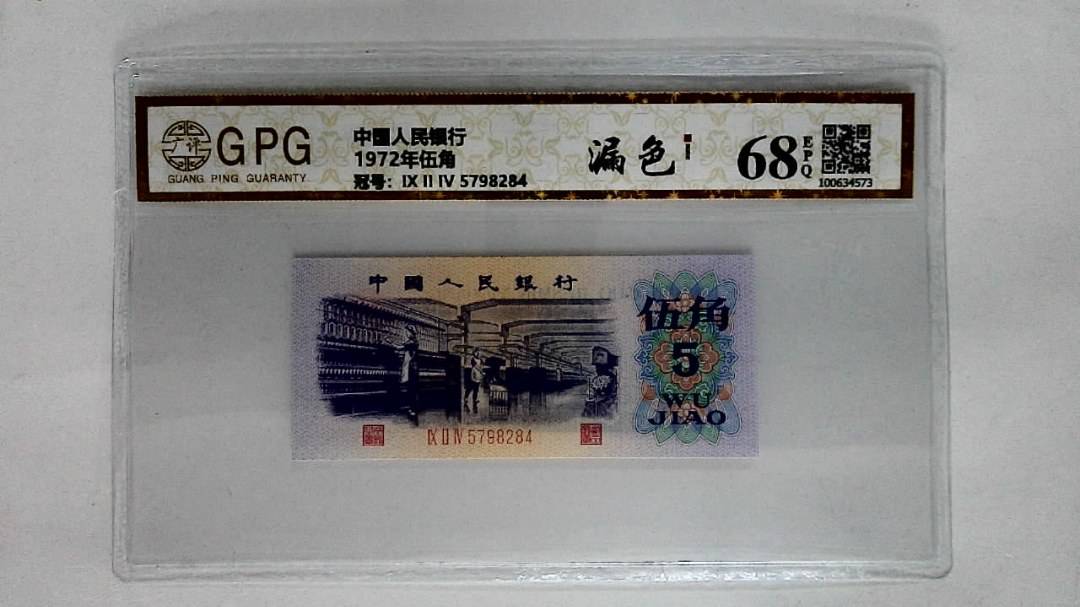 广评
GPG
GUANG PING GUARANTY
中國人民銀行
1972年伍角
冠号: IX II IV 5798284
漏色
68
EPQ
100634573
中國人民銀行
伍角
5
WU
JIAO
IX II IV 5798284